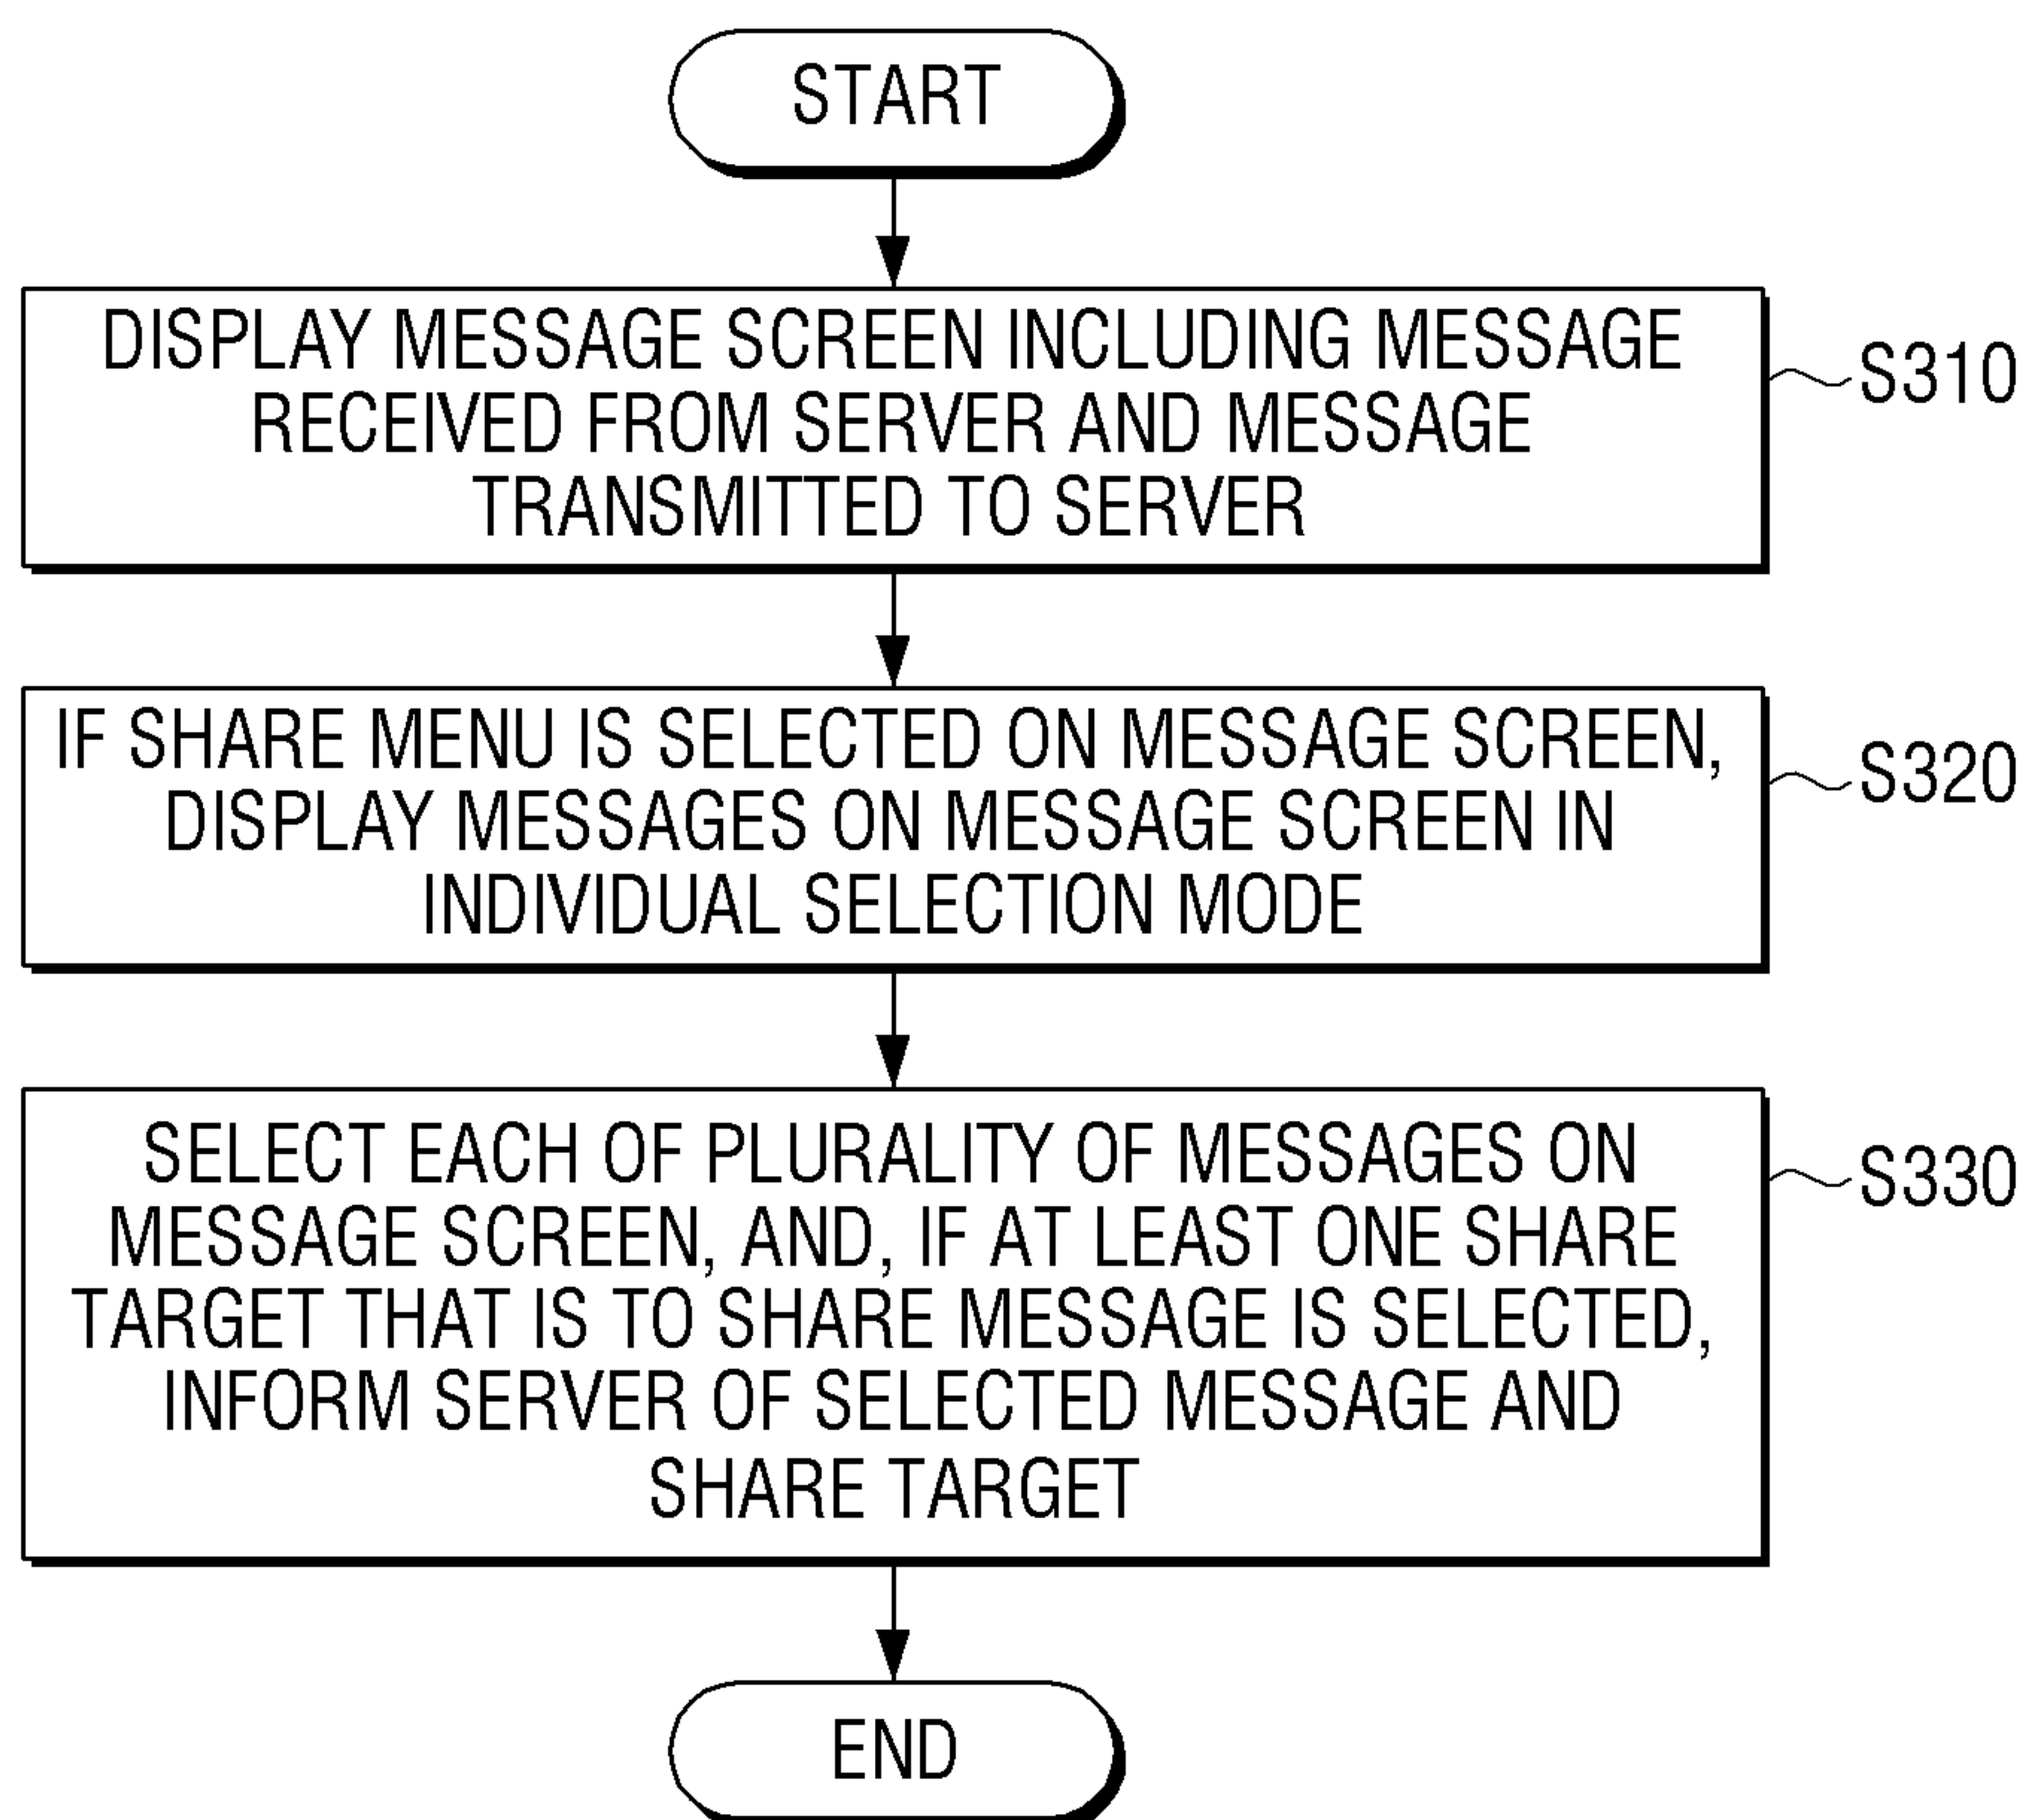 START
DISPLAY MESSAGE SCREEN INCLUDING MESSAGE
RECEIVED FROM SERVER AND MESSAGE
TRANSMITTED TO SERVER
S310
IF SHARE MENU IS SELECTED ON MESSAGE SCREEN,
DISPLAY MESSAGES ON MESSAGE SCREEN IN
INDIVIDUAL SELECTION MODE
S320
SELECT EACH OF PLURALITY OF MESSAGES ON
MESSAGE SCREEN, AND, IF AT LEAST ONE SHARE
TARGET THAT IS TO SHARE MESSAGE IS SELECTED,
INFORM SERVER OF SELECTED MESSAGE AND
SHARE TARGET
S330
END